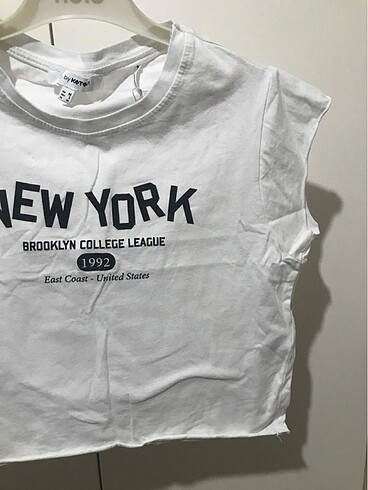 NEW YORK
BROOKLYN COLLEGE LEAGUE
1992
East Coast - United States